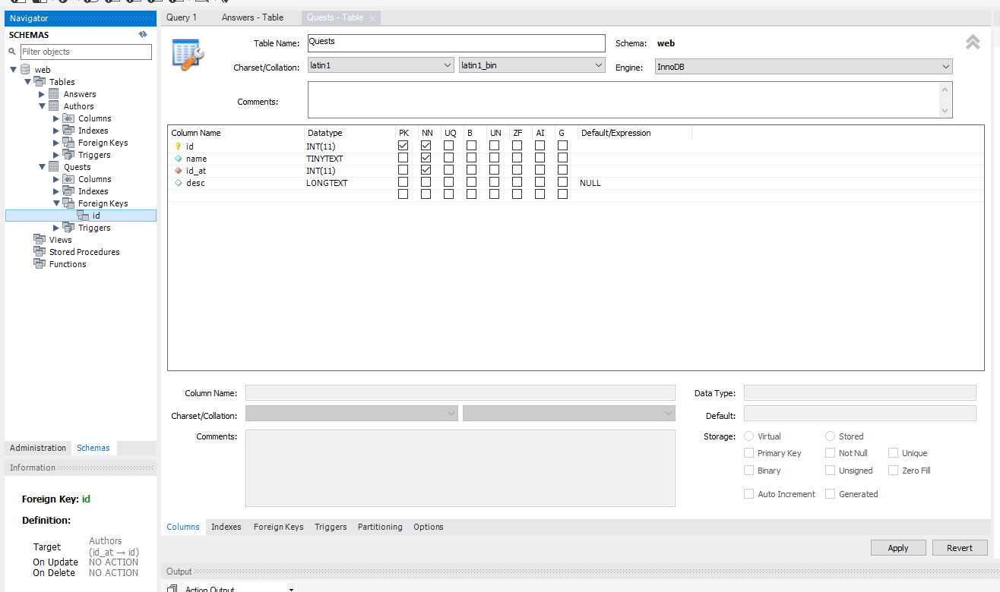 Navigator
SCHEMAS
Filter objects
web
Tables
Answers
Authors
Columns
Indexes
Foreign Keys
Triggers
Quests
Columns
Indexes
Foreign Keys
id
Triggers
Views
Stored Procedures
Functions
Administration Schemas
Information
Foreign Key: id
Definition:
Target Authors
(id_at → id)
On Update NO ACTION
On Delete NO ACTION
Query 1 Answers - Table Quests - Table
Table Name: Quests Schema: web
Charset/Collation: latin1 latin1_bin Engine: InnoDB
Comments:
Column Name Datatype PK NN UQ B UN ZF AI G Default/Expression
id INT(11)
name TINYTEXT
id_at INT(11)
desc LONGTEXT NULL
Column Name: Data Type:
Charset/Collation: Default:
Comments: Storage: Virtual Stored
Primary Key Not Null Unique
Binary Unsigned Zero Fill
Auto Increment Generated
Columns Indexes Foreign Keys Triggers Partitioning Options
Apply Revert
Output
Action Output